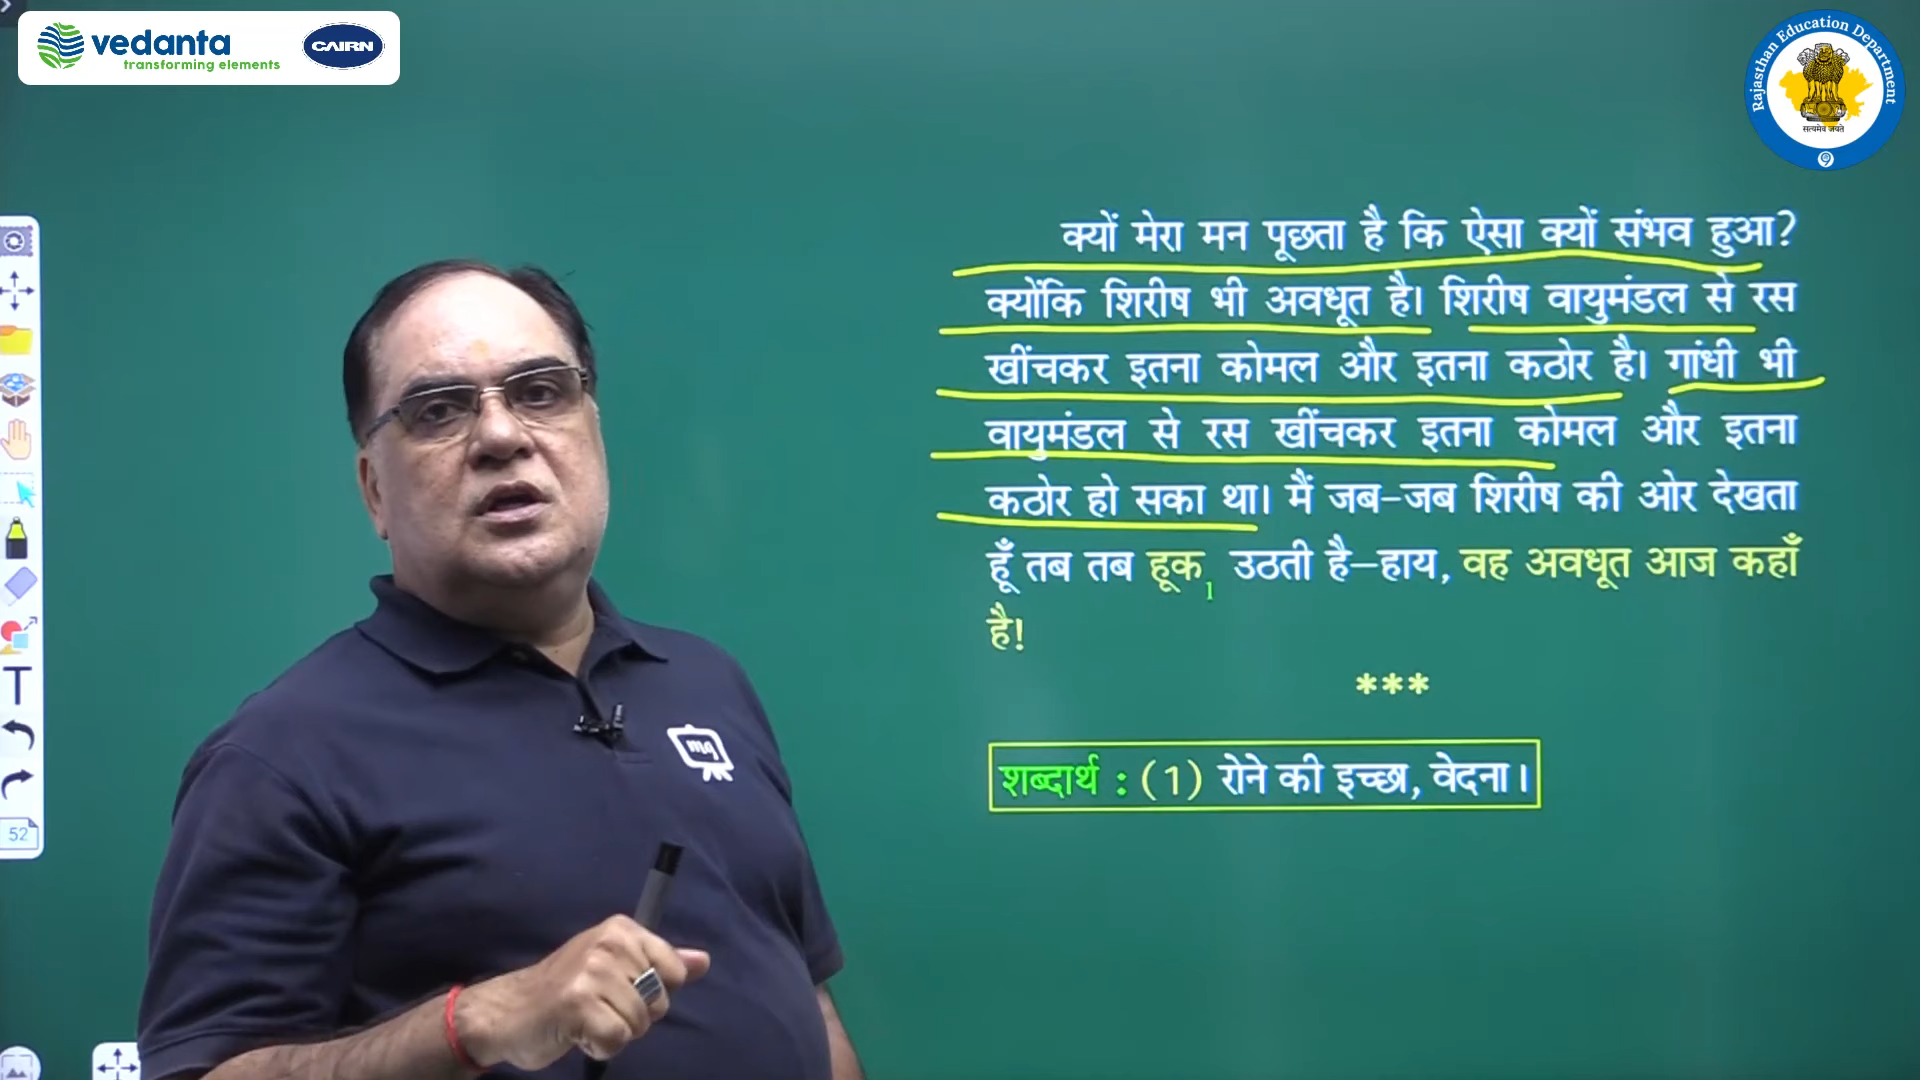 vedanta
transforming elements
CAIRN
Rajasthan Education Department
सत्यमेव जयते
क्यों मेरा मन पूछता है कि ऐसा क्यों संभव हुआ?
क्योंकि शिरीष भी अवधूत है। शिरीष वायुमंडल से रस
खींचकर इतना कोमल और इतना कठोर है। गांधी भी
वायुमंडल से रस खींचकर इतना कोमल और इतना
कठोर हो सका था। मैं जब-जब शिरीष की ओर देखता
हूँ तब तब हूक1 उठती है–हाय, वह अवधूत आज कहाँ
है!
***
शब्दार्थ : (1) रोने की इच्छा, वेदना।
mq
T
52